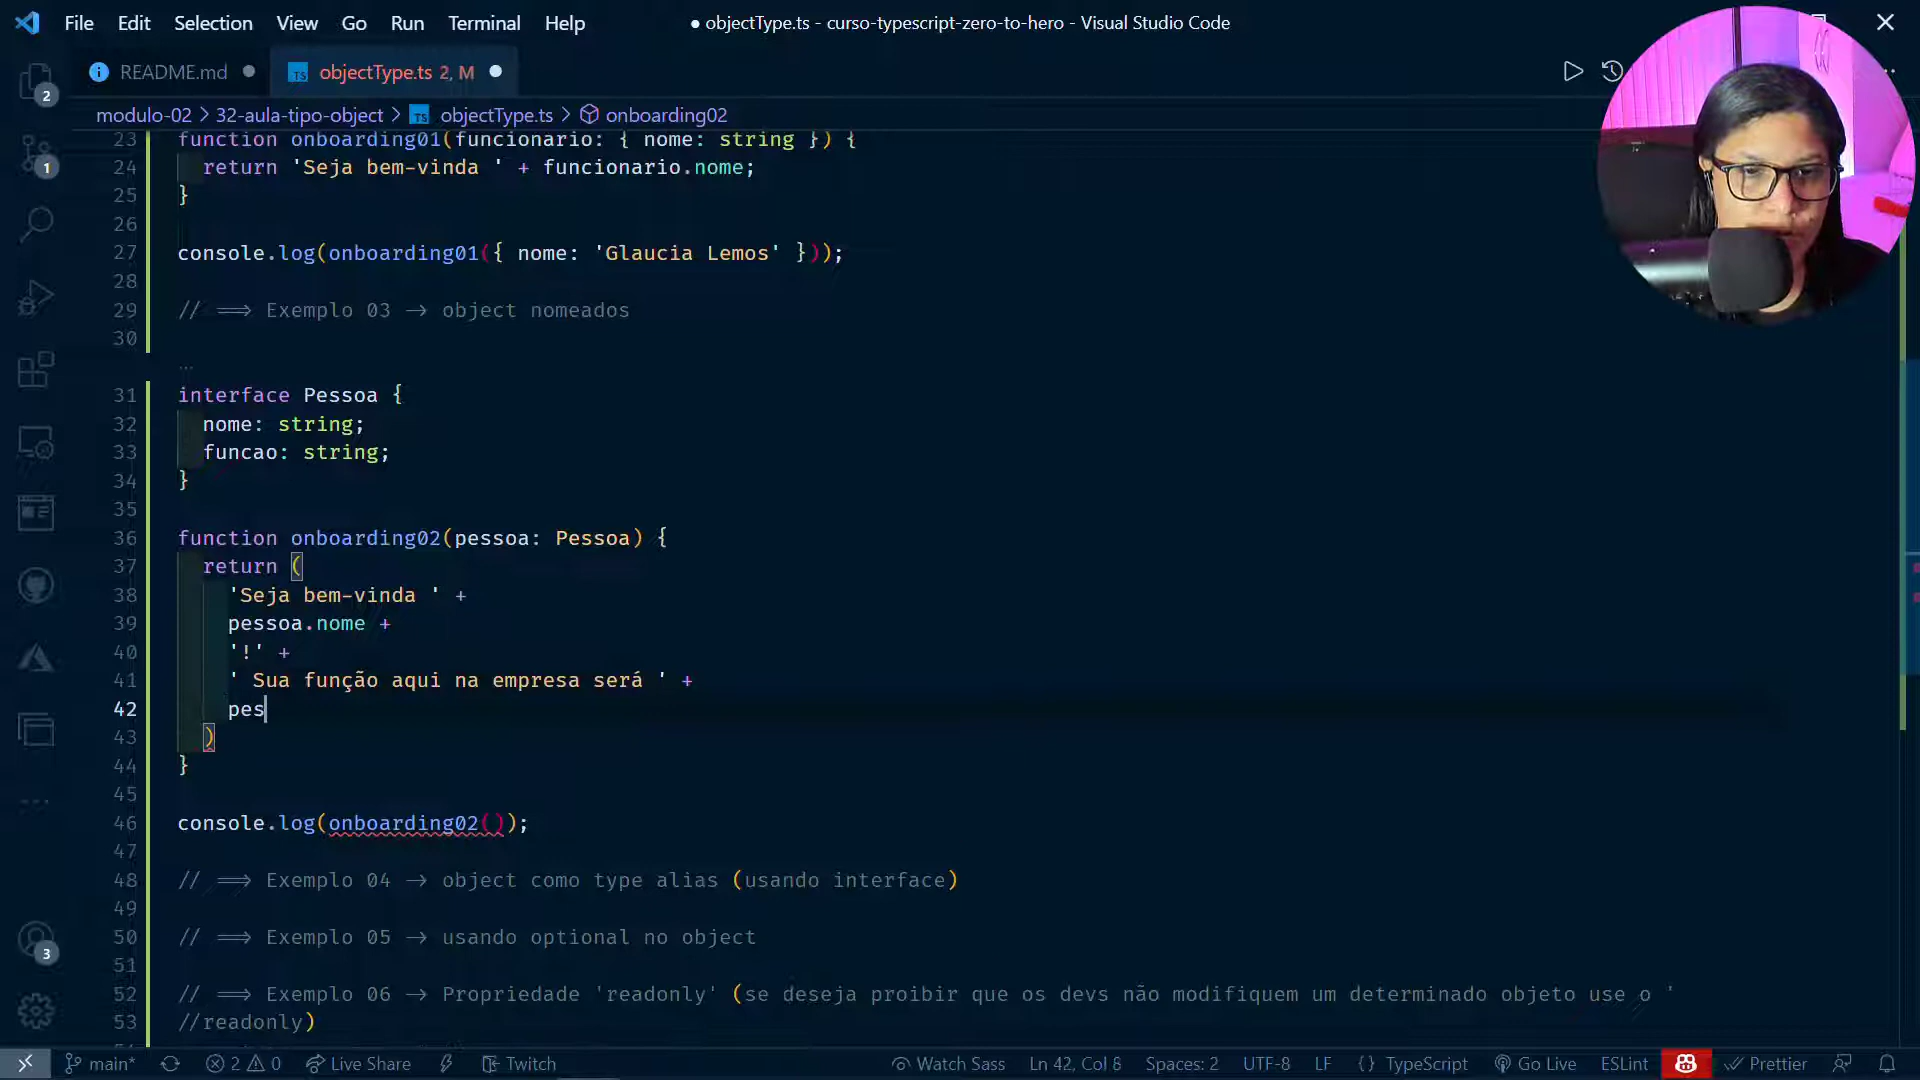 File Edit Selection View Go Run Terminal Help
● objectType.ts - curso-typescript-zero-to-hero - Visual Studio Code
README.md
objectType.ts 2, M
modulo-02 > 32-aula-tipo-object > objectType.ts > onboarding02
23 function onboarding01(funcionario: { nome: string }) {
24 return 'Seja bem-vinda ' + funcionario.nome;
25 }
26
27 console.log(onboarding01({ nome: 'Glaucia Lemos' }));
28
29 // ==> Exemplo 03 -> object nomeados
30
...
31 interface Pessoa {
32 nome: string;
33 funcao: string;
34 }
35
36 function onboarding02(pessoa: Pessoa) {
37 return (
38 'Seja bem-vinda ' +
39 pessoa.nome +
40 '!' +
41 ' Sua função aqui na empresa será ' +
42 pes
43 )
44 }
45
46 console.log(onboarding02());
47
48 // ==> Exemplo 04 -> object como type alias (usando interface)
49
50 // ==> Exemplo 05 -> usando optional no object
51
52 // ==> Exemplo 06 -> Propriedade 'readonly' (se deseja proibir que os devs não modifiquem um determinado objeto use o '
53 //readonly)
2
1
3
main* 2 0 Live Share Twitch Watch Sass Ln 42, Col 8 Spaces: 2 UTF-8 LF { } TypeScript Go Live ESLint Prettier